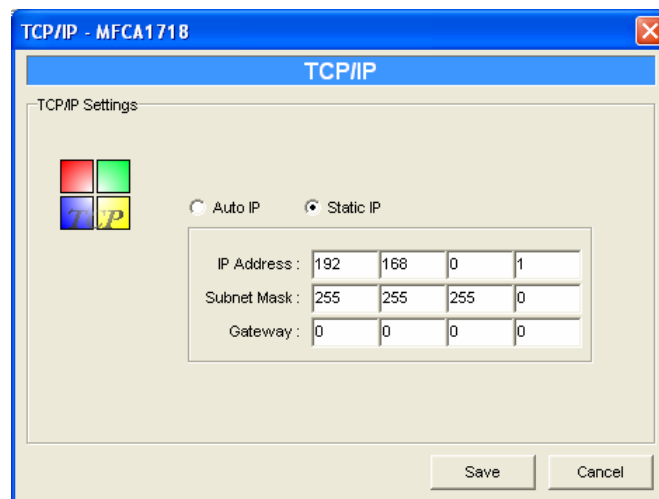 TCP/IP - MFCA1718
TCP/IP
TCP/IP Settings
TCP
Auto IP Static IP
IP Address : 192 168 0 1
Subnet Mask : 255 255 255 0
Gateway : 0 0 0 0
Save Cancel